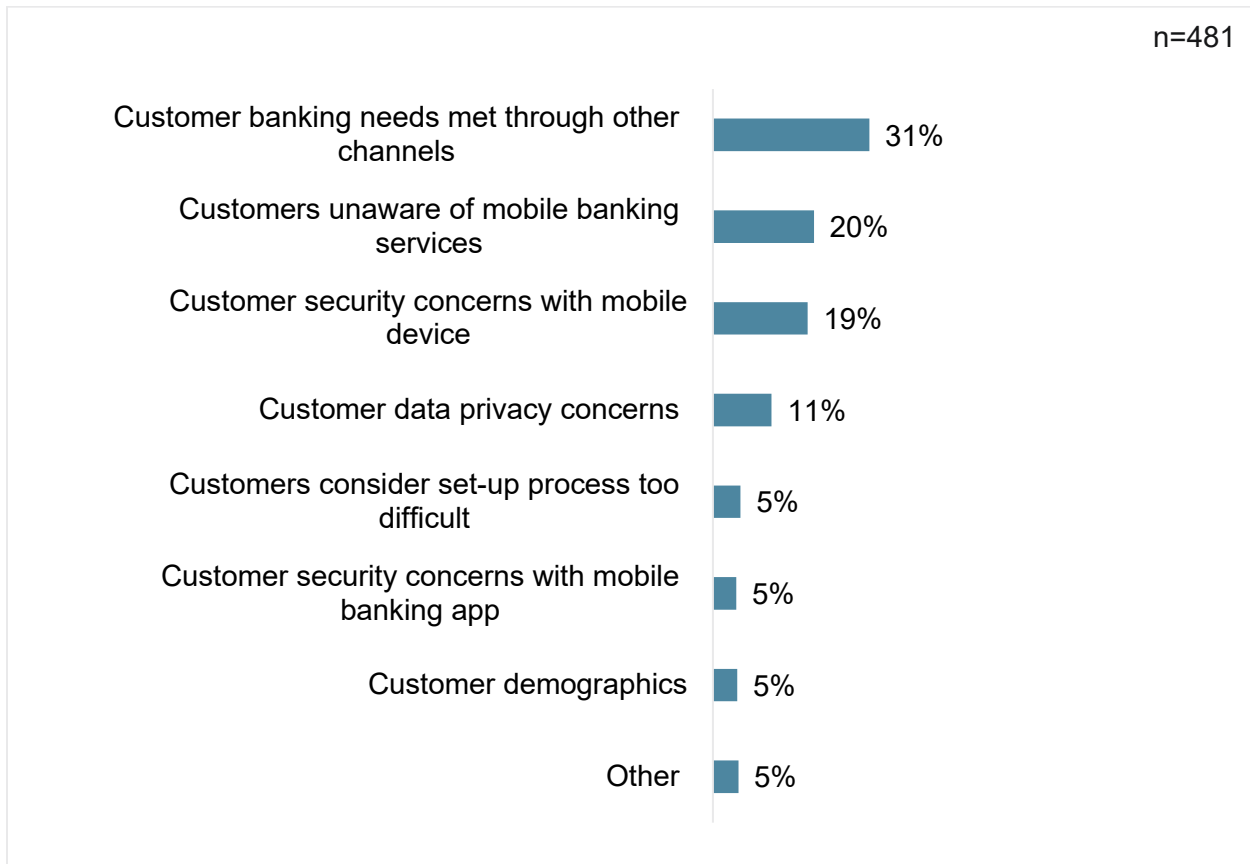 n=481
Customer banking needs met through other
channels
31%
Customers unaware of mobile banking
services
20%
Customer security concerns with mobile
device
19%
Customer data privacy concerns
11%
Customers consider set-up process too
difficult
5%
Customer security concerns with mobile
banking app
5%
Customer demographics
5%
Other
5%